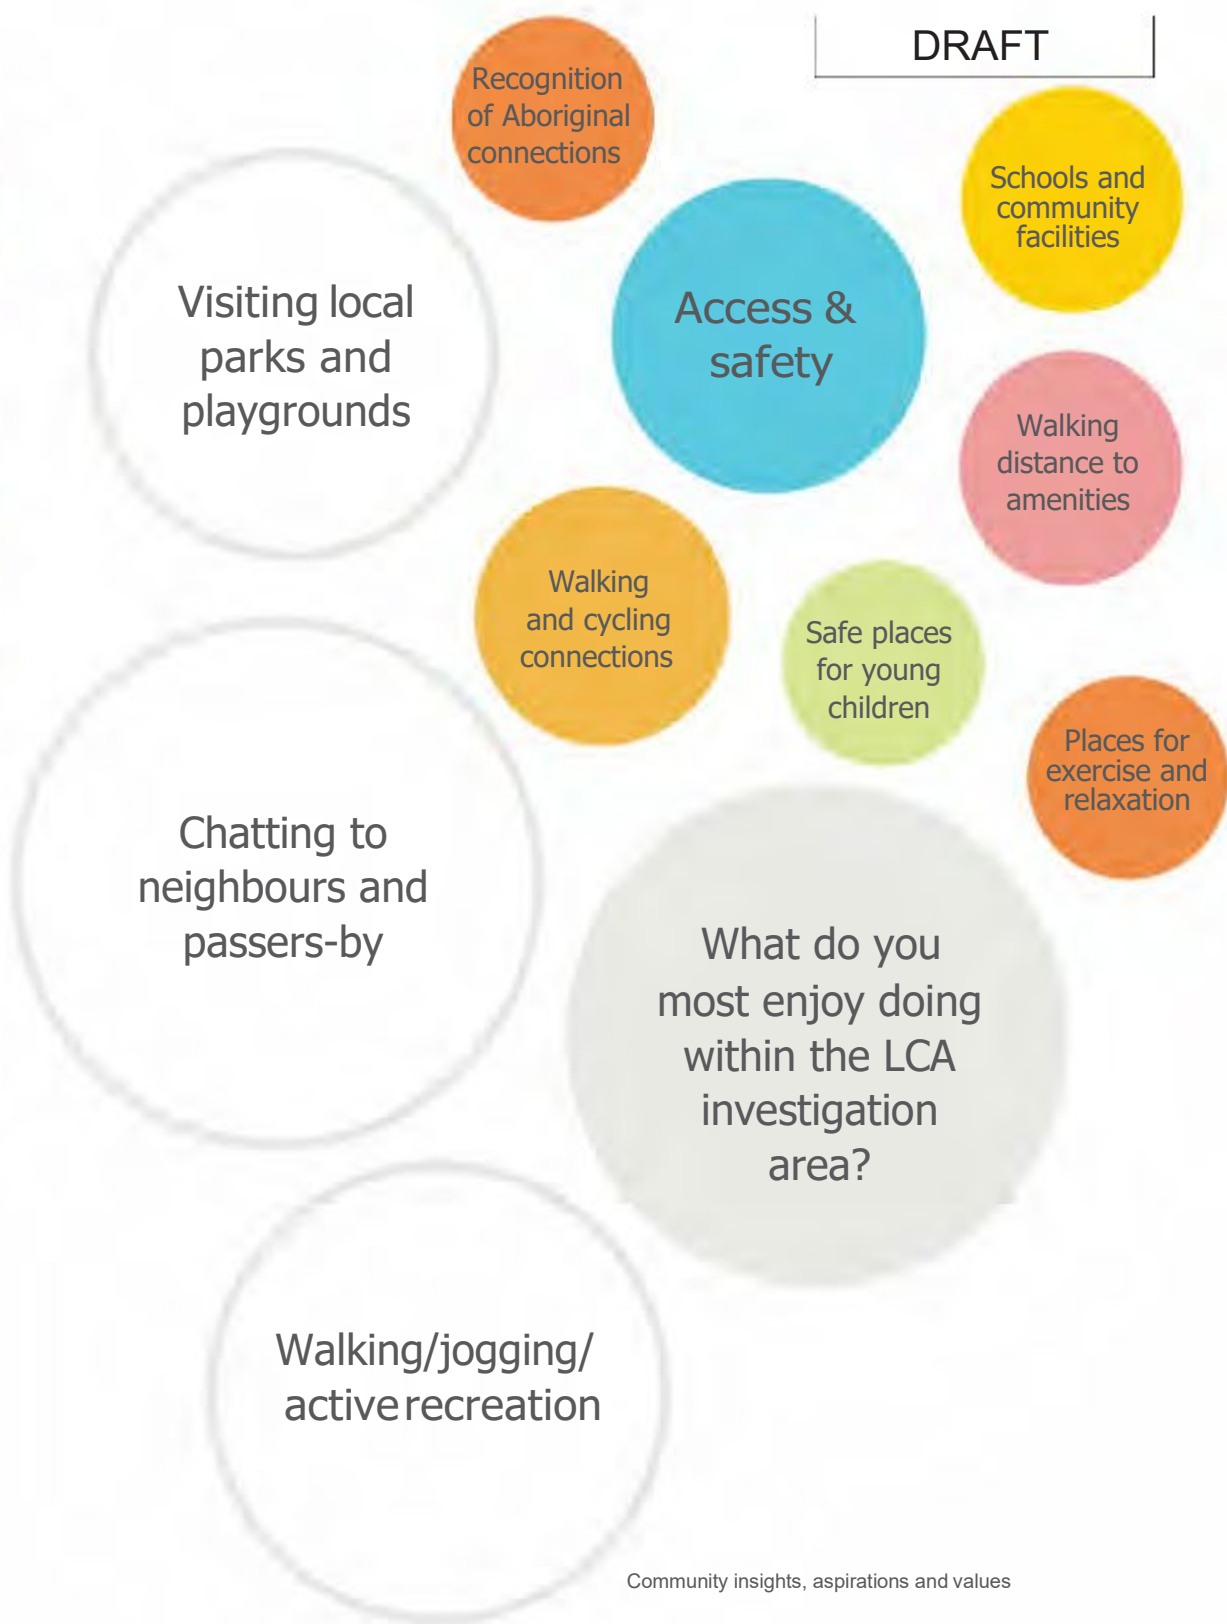 DRAFT
Recognition
of Aboriginal
connections
Schools and
community
facilities
Visiting local
parks and
playgrounds
Access &
safety
Walking
distance to
amenities
Walking
and cycling
connections
Safe places
for young
children
Places for
exercise and
relaxation
Chatting to
neighbours and
passers-by
What do you
most enjoy doing
within the LCA
investigation
area?
Walking/jogging/
active recreation
Community insights, aspirations and values